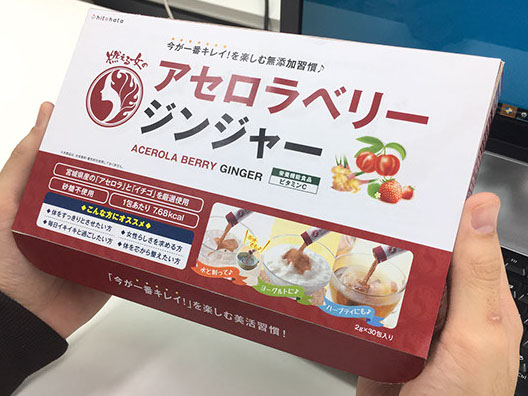 hitohata
今が一番キレイ!を楽しむ無添加習慣♪
燃える女の
アセロラベリー
ジンジャー
ACEROLA BERRY GINGER
栄養機能食品
ビタミンC
宮崎県産の「アセロラ」と「イチゴ」を厳選使用
砂糖不使用
1包あたり 7.68kcal
◆こんな方にオススメ◆
◆体をすっきりとさせたい方
◆女性らしさを求める方
◆毎日イキイキと過ごしたい方
◆体を芯から整えたい方
水と割って♪
ヨーグルトに♪
ハーブティにも♪
2g×30包入り
「今が一番キレイ!」を楽しむ美活習慣!